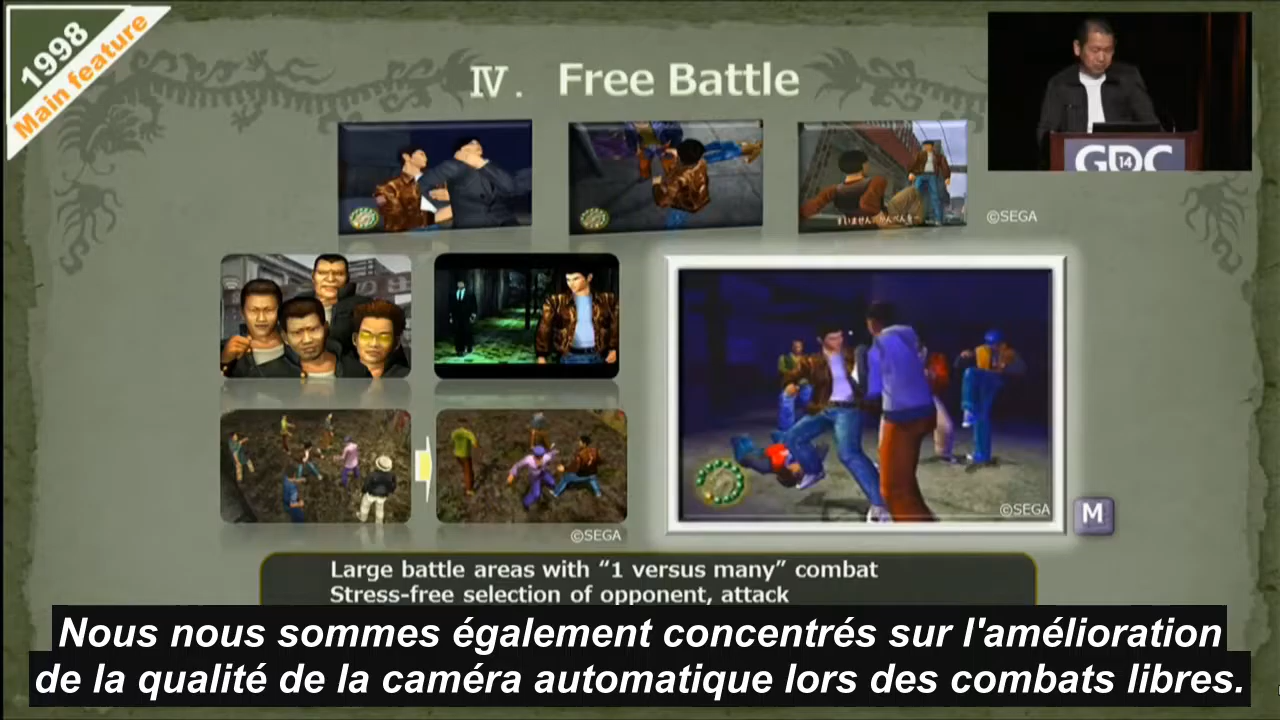 1998
Main feature
IV. Free Battle
GDC
14
©SEGA
©SEGA
©SEGA
M
Large battle areas with “1 versus many” combat
Stress-free selection of opponent, attack
Nous nous sommes également concentrés sur l'amélioration
de la qualité de la caméra automatique lors des combats libres.